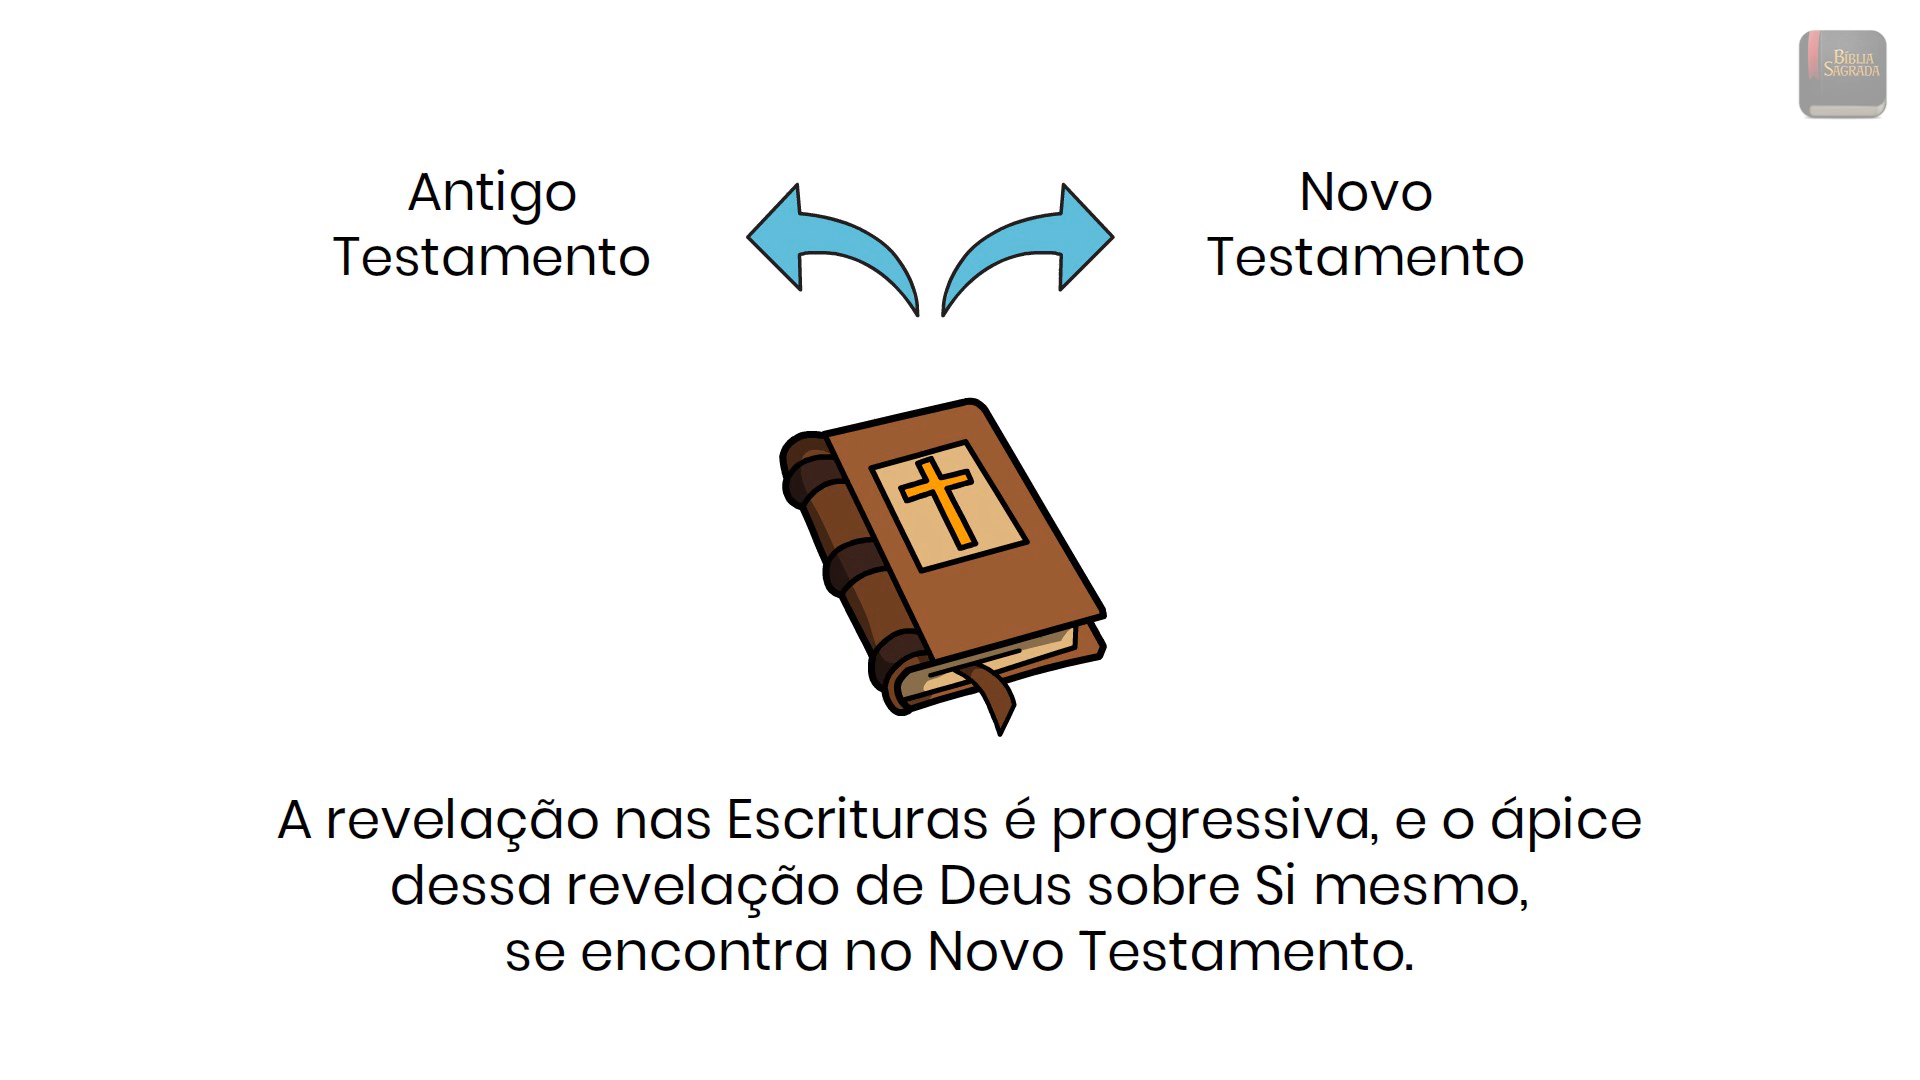 BÍBLIA
SAGRADA
Antigo
Testamento
Novo
Testamento
A revelação nas Escrituras é progressiva, e o ápice
dessa revelação de Deus sobre Si mesmo,
se encontra no Novo Testamento.